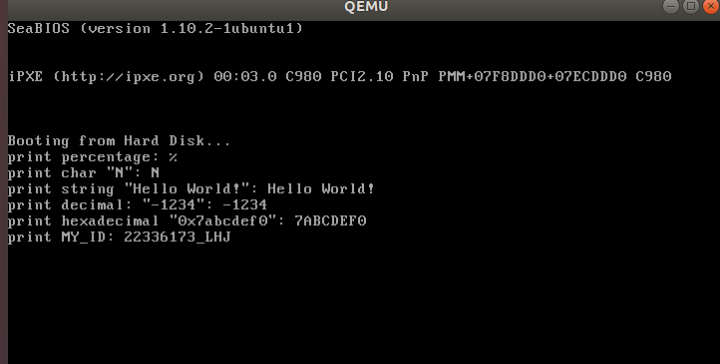 QEMU
SeaBIOS (version 1.10.2-1ubuntu1)
iPXE (http://ipxe.org) 00:03.0 C980 PCI2.10 PnP PMM+07F8DDD0+07ECDDD0 C980
Booting from Hard Disk...
print percentage: %
print char "N": N
print string "Hello World!": Hello World!
print decimal: "-1234": -1234
print hexadecimal "0x7abcdef0": 7ABCDEF0
print MY_ID: 22336173_LHJ